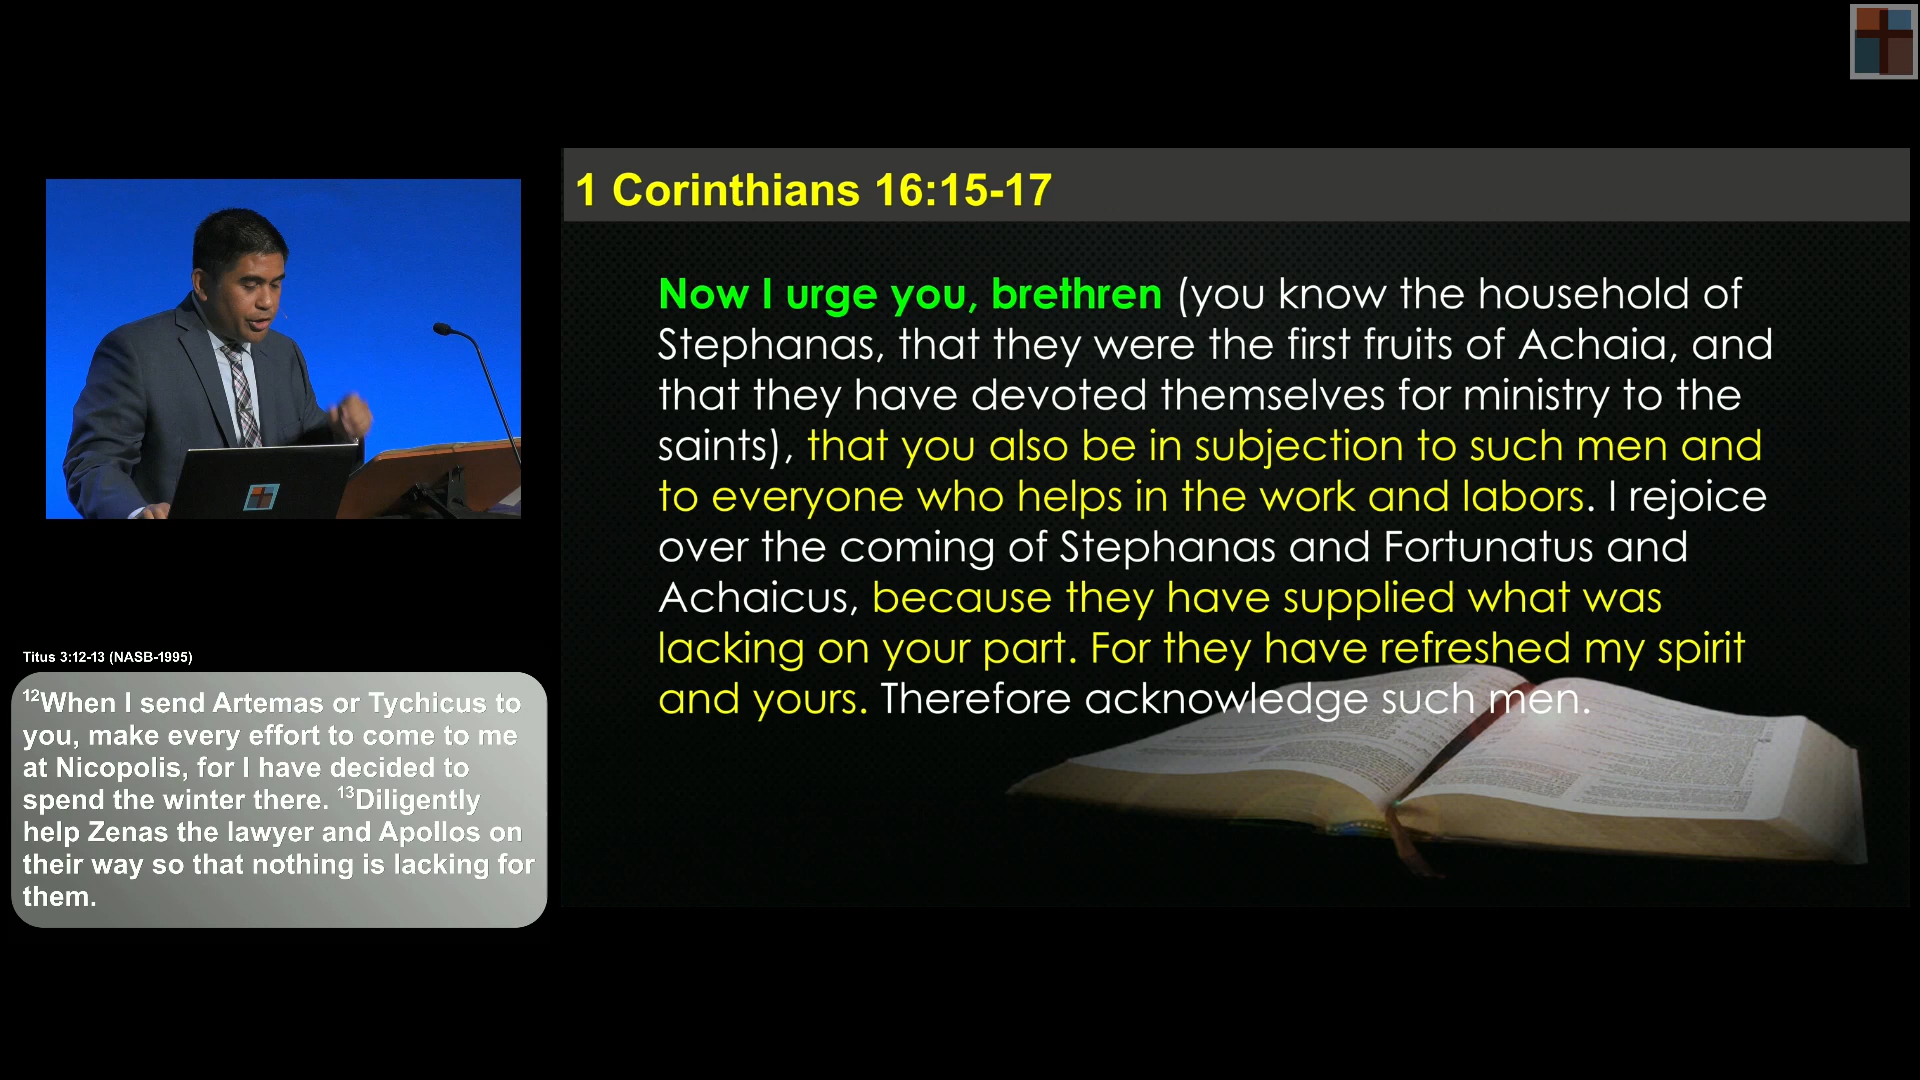 1 Corinthians 16:15-17
Now I urge you, brethren (you know the household of
Stephanas, that they were the first fruits of Achaia, and
that they have devoted themselves for ministry to the
saints), that you also be in subjection to such men and
to everyone who helps in the work and labors. I rejoice
over the coming of Stephanas and Fortunatus and
Achaicus, because they have supplied what was
lacking on your part. For they have refreshed my spirit
and yours. Therefore acknowledge such men.
Titus 3:12-13 (NASB-1995)
¹²When I send Artemas or Tychicus to
you, make every effort to come to me
at Nicopolis, for I have decided to
spend the winter there. ¹³Diligently
help Zenas the lawyer and Apollos on
their way so that nothing is lacking for
them.